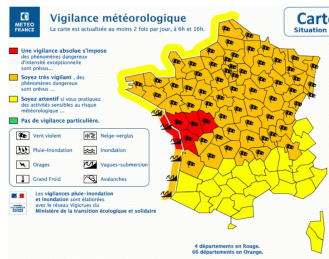 METEO
FRANCE
Vigilance météorologique
La carte est actualisée au moins 2 fois par jour, à 6h et 16h.
Carte
Situation
Une vigilance absolue s'impose
des phénomènes dangereux
d'intensité exceptionnelle
sont prévus ...
Soyez très vigilant , des
phénomènes dangereux
sont prévus ...
Soyez attentif si vous pratiquez
des activités sensibles au risque
météorologique ...
Pas de vigilance particulière.
Vent violent
Neige-verglas
Pluie-Inondation
Inondation
Orages
Vagues-submersion
Grand Froid
Avalanches
Les vigilances pluie-inondation
et inondation sont élaborées
avec le réseau Vigicrues du
Ministère de la transition écologique et solidaire
4 départements en Rouge.
66 départements en Orange.